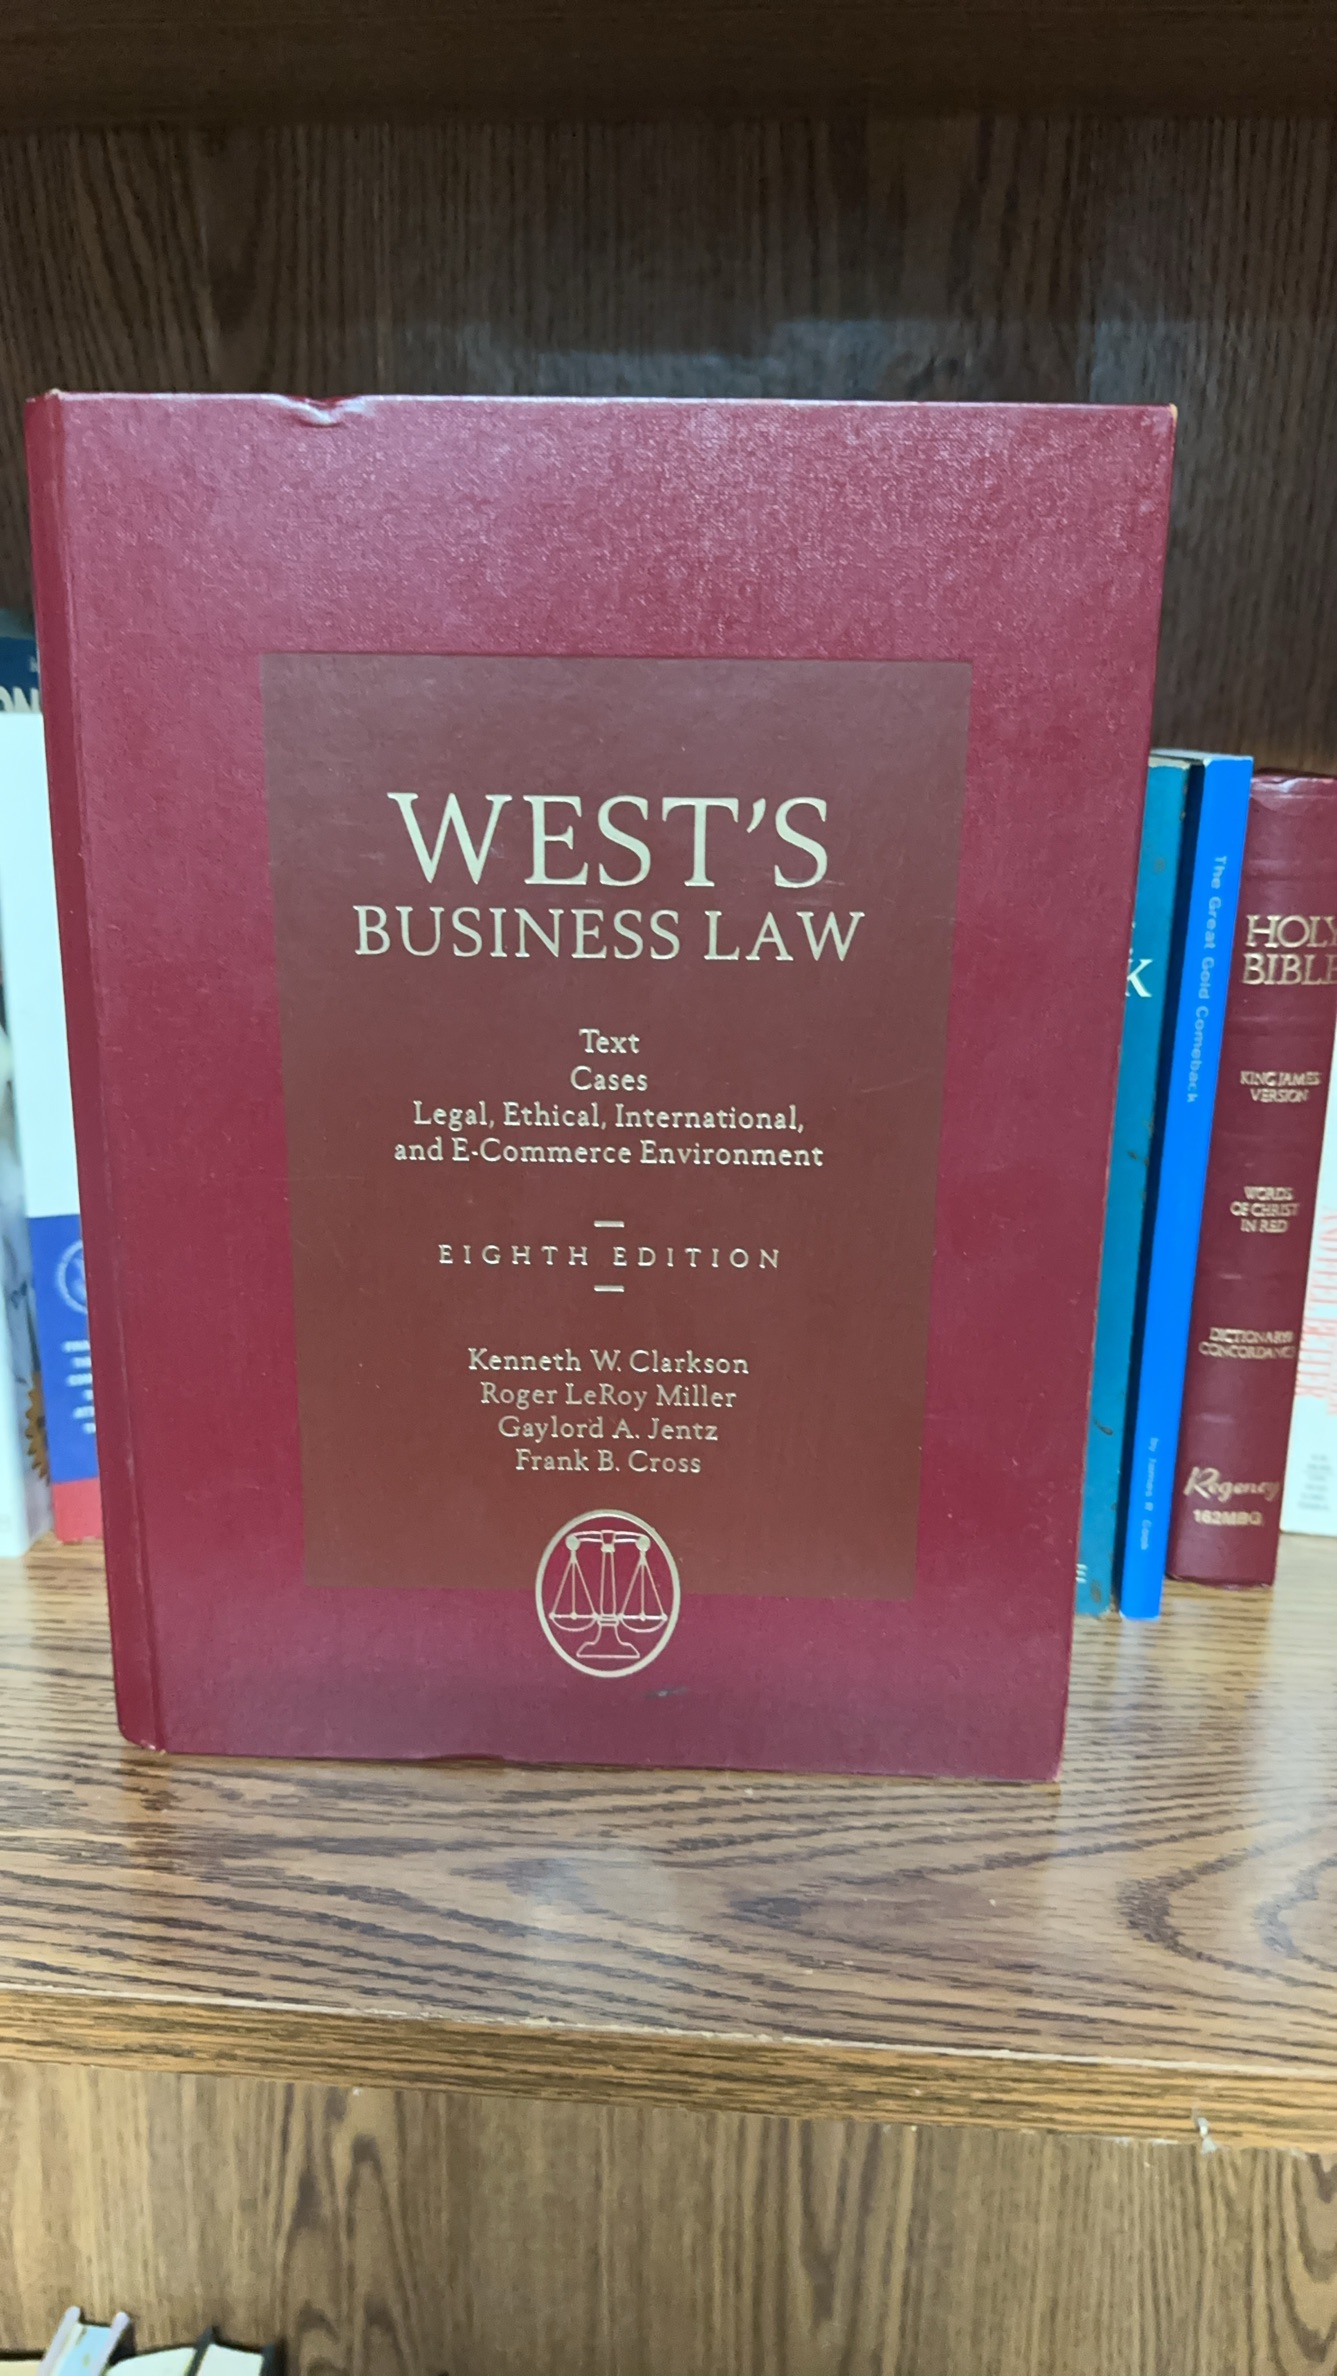 WEST'S
BUSINESS LAW
Text
Cases
Legal, Ethical, International,
and E-Commerce Environment
EIGHTH EDITION
Kenneth W. Clarkson
Roger LeRoy Miller
Gaylord A. Jentz
Frank B. Cross
K
The Great Gold Comeback
HOLY
BIBLE
KING JAMES
VERSION
WORDS
OF CHRIST
IN RED
DICTIONARY/
CONCORDANCE
Regency
162MBG